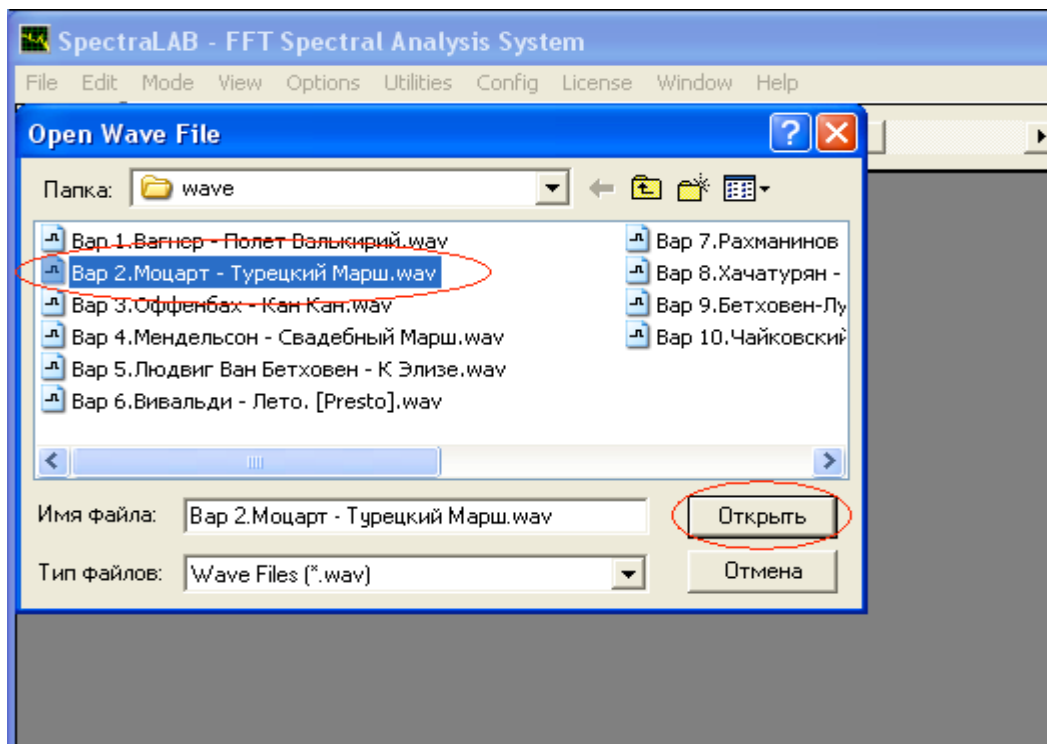 SpectraLAB - FFT Spectral Analysis System
File Edit Mode View Options Utilities Config License Window Help
Open Wave File
Папка: wave
Вар 1.Вагнер - Полет Валькирий.wav
Вар 2.Моцарт - Турецкий Марш.wav
Вар 3.Оффенбах - Кан Кан.wav
Вар 4.Мендельсон - Свадебный Марш.wav
Вар 5.Людвиг Ван Бетховен - К Элизе.wav
Вар 6.Вивальди - Лето. [Presto].wav
Вар 7.Рахманинов
Вар 8.Хачатурян -
Вар 9.Бетховен-Лу
Вар 10.Чайковский
Имя файла: Вар 2.Моцарт - Турецкий Марш.wav
Открыть
Тип файлов: Wave Files (*.wav)
Отмена